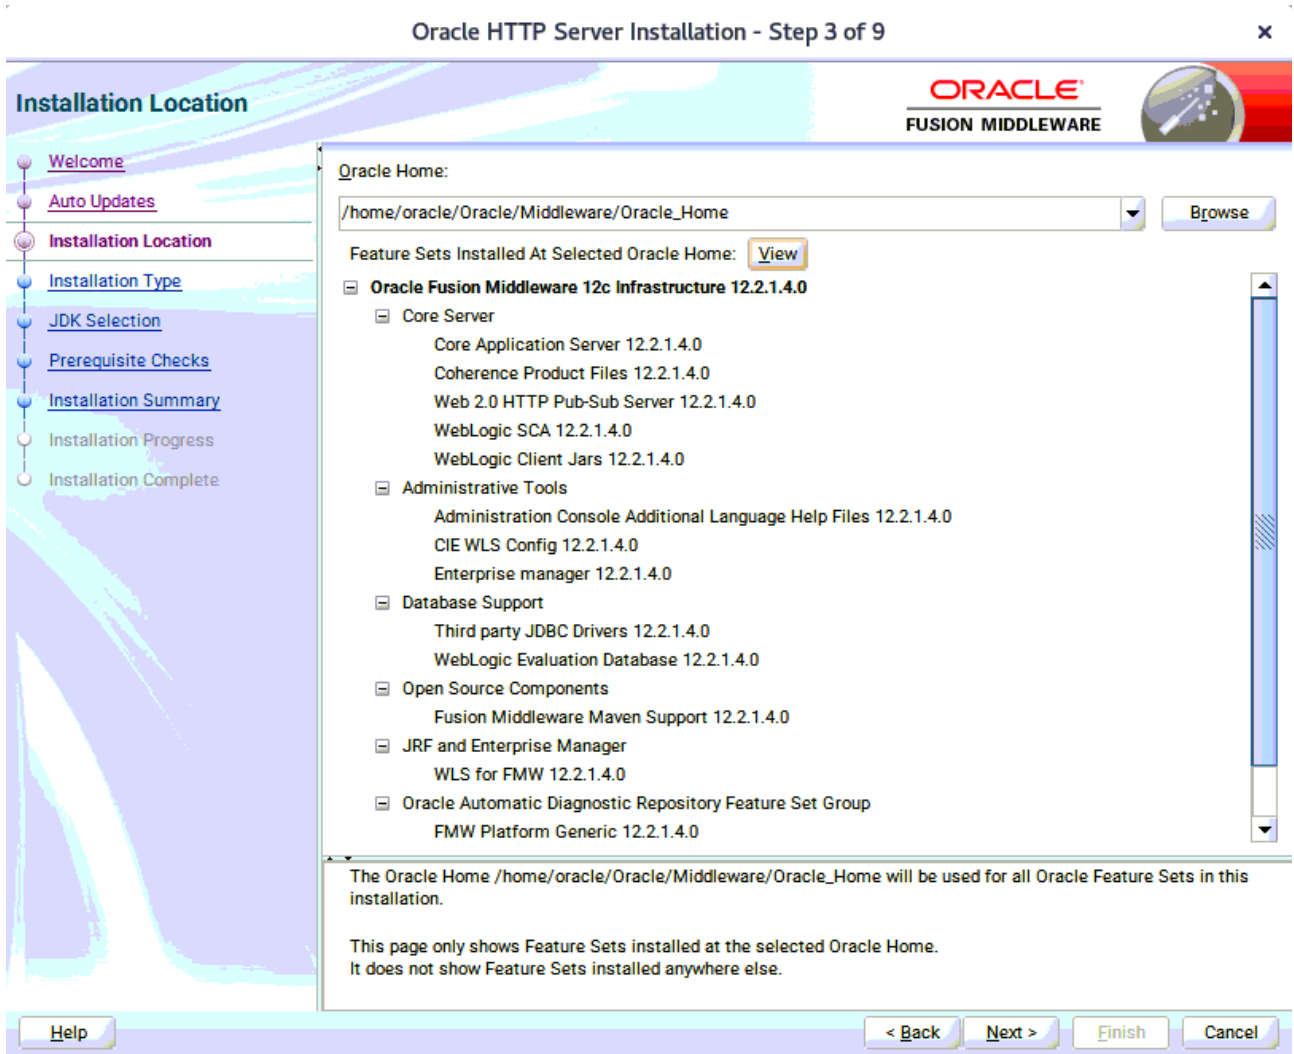 Oracle HTTP Server Installation - Step 3 of 9
Installation Location
ORACLE
FUSION MIDDLEWARE
Welcome
Auto Updates
Installation Location
Installation Type
JDK Selection
Prerequisite Checks
Installation Summary
Installation Progress
Installation Complete
Oracle Home:
/home/oracle/Oracle/Middleware/Oracle_Home
Browse
Feature Sets Installed At Selected Oracle Home: View
Oracle Fusion Middleware 12c Infrastructure 12.2.1.4.0
Core Server
Core Application Server 12.2.1.4.0
Coherence Product Files 12.2.1.4.0
Web 2.0 HTTP Pub-Sub Server 12.2.1.4.0
WebLogic SCA 12.2.1.4.0
WebLogic Client Jars 12.2.1.4.0
Administrative Tools
Administration Console Additional Language Help Files 12.2.1.4.0
CIE WLS Config 12.2.1.4.0
Enterprise manager 12.2.1.4.0
Database Support
Third party JDBC Drivers 12.2.1.4.0
WebLogic Evaluation Database 12.2.1.4.0
Open Source Components
Fusion Middleware Maven Support 12.2.1.4.0
JRF and Enterprise Manager
WLS for FMW 12.2.1.4.0
Oracle Automatic Diagnostic Repository Feature Set Group
FMW Platform Generic 12.2.1.4.0
The Oracle Home /home/oracle/Oracle/Middleware/Oracle_Home will be used for all Oracle Feature Sets in this
installation.
This page only shows Feature Sets installed at the selected Oracle Home.
It does not show Feature Sets installed anywhere else.
Help
< Back
Next >
Finish
Cancel